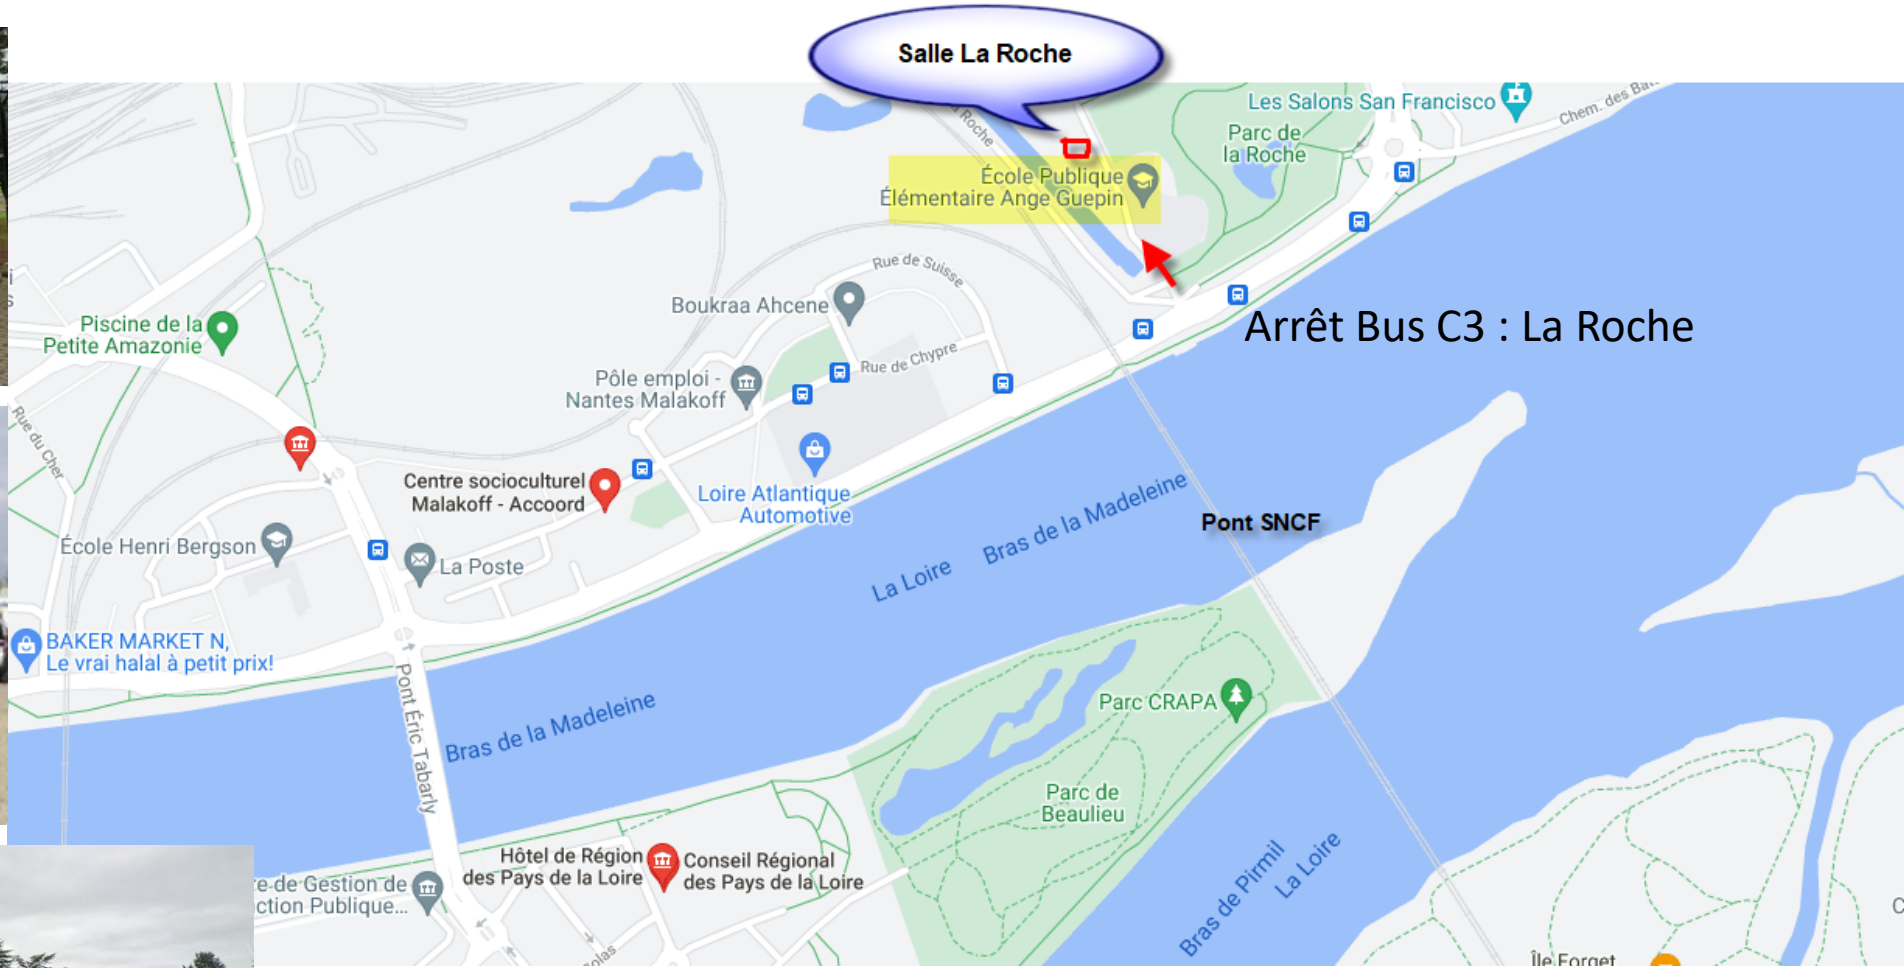 Salle La Roche
Les Salons San Francisco
Chem. des
Roche
Parc de
la Roche
École Publique
Élémentaire Ange Guepin
Rue de Suisse
Boukraa Ahcene
Arrêt Bus C3 : La Roche
Piscine de la
Petite Amazonie
Rue de Chypre
Pôle emploi -
Nantes Malakoff
Rue du Cher
Centre socioculturel
Malakoff - Accoord
Loire Atlantique
Automotive
La Loire
Bras de la Madeleine
Pont SNCF
École Henri Bergson
La Poste
BAKER MARKET N,
Le vrai halal à petit prix!
Pont Éric Tabarly
Bras de la Madeleine
Parc CRAPA
Parc de
Beaulieu
Hôtel de Région
des Pays de la Loire
Conseil Régional
des Pays de la Loire
de Gestion de
Publique...
Bras de Pirmil
La Loire
Île Forget